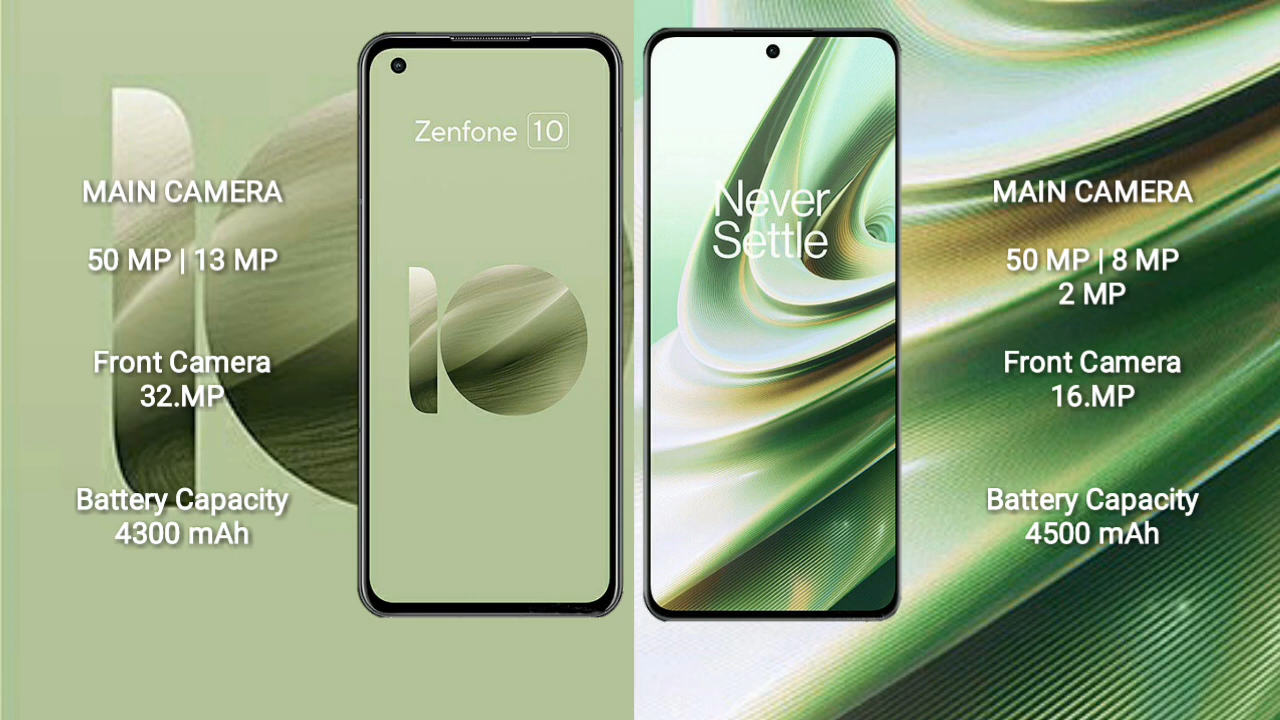 MAIN CAMERA
50 MP | 13 MP
Front Camera
32.MP
Battery Capacity
4300 mAh
Zenfone 10
10
Never
Settle
MAIN CAMERA
50 MP | 8 MP
2 MP
Front Camera
16.MP
Battery Capacity
4500 mAh